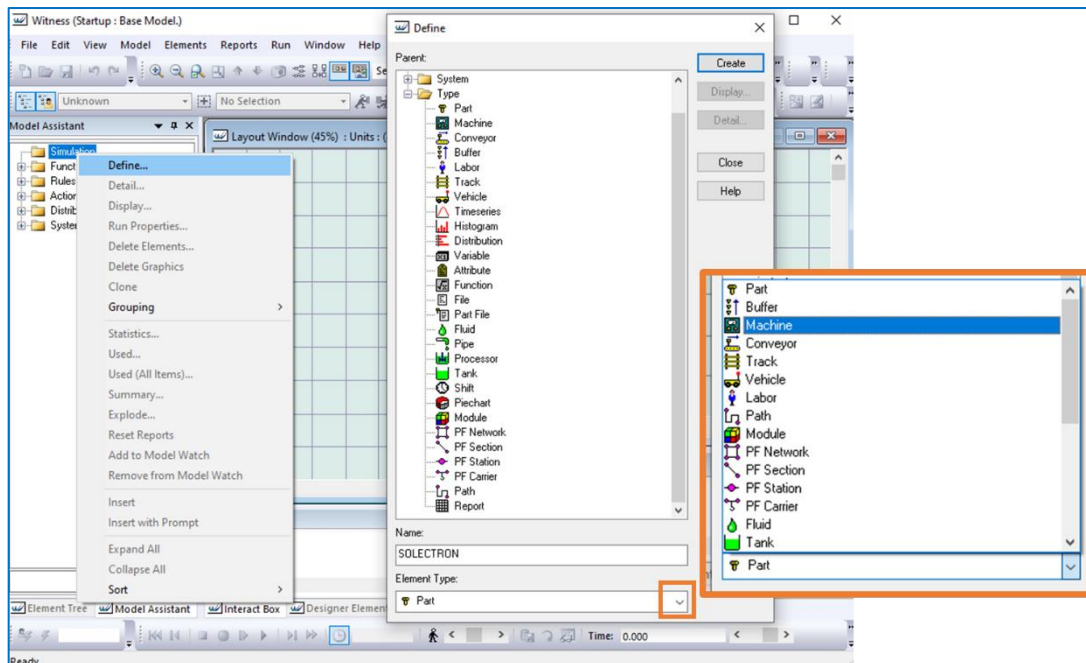 Witness (Startup : Base Model.)
File Edit View Model Elements Reports Run Window Help
Se
Unknown
No Selection
Model Assistant
Layout Window (45%) : Units : (
Simulation
Funct
Rules
Action
Distrib
System
Define...
Detail...
Display...
Run Properties...
Delete Elements...
Delete Graphics
Clone
Grouping
Statistics...
Used...
Used (All Items)...
Summary...
Explode...
Reset Reports
Add to Model Watch
Remove from Model Watch
Insert
Insert with Prompt
Expand All
Collapse All
Sort
Element Tree Model Assistant Interact Box Designer Element
Time: 0.000
Ready
Define
Parent:
System
Type
Part
Machine
Conveyor
Buffer
Labor
Track
Vehicle
Timeseries
Histogram
Distribution
Variable
Attribute
Function
File
Part File
Fluid
Pipe
Processor
Tank
Shift
Piechart
Module
PF Network
PF Section
PF Station
PF Carrier
Path
Report
Name:
SOLECTRON
Element Type:
Part
Create
Display...
Detail...
Close
Help
Part
Buffer
Machine
Conveyor
Track
Vehicle
Labor
Path
Module
PF Network
PF Section
PF Station
PF Carrier
Fluid
Tank
Part